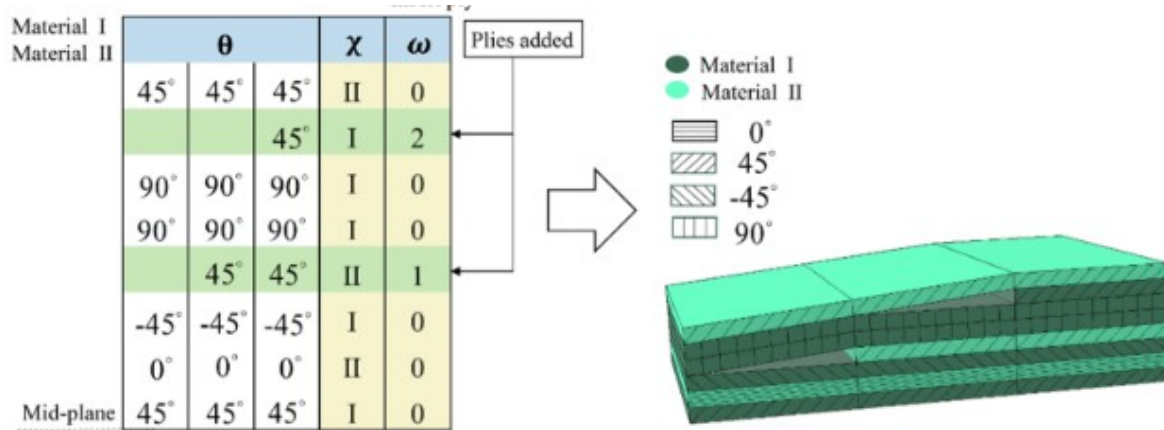 Material I
Material II
θ χ ω
Plies added
45° 45° 45° II 0
45° I 2
90° 90° 90° I 0
90° 90° 90° I 0
45° 45° II 1
-45° -45° -45° I 0
0° 0° 0° II 0
Mid-plane 45° 45° 45° I 0
Material I
Material II
0°
45°
-45°
90°